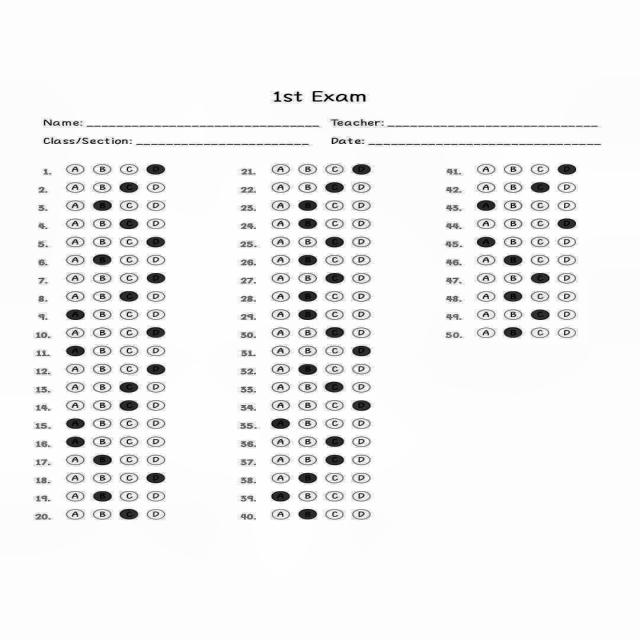 1st Exam
Name: ______________________________ Teacher: ___________________________
Class/Section: ______________________ Date: ______________________________
1. A B C D 21. A B C D 41. A B C D
2. A B C D 22. A B C D 42. A B C D
3. A B C D 23. A B C D 43. A B C D
4. A B C D 24. A B C D 44. A B C D
5. A B C D 25. A B C D 45. A B C D
6. A B C D 26. A B C D 46. A B C D
7. A B C D 27. A B C D 47. A B C D
8. A B C D 28. A B C D 48. A B C D
9. A B C D 29. A B C D 49. A B C D
10. A B C D 30. A B C D 50. A B C D
11. A B C D 31. A B C D
12. A B C D 32. A B C D
13. A B C D 33. A B C D
14. A B C D 34. A B C D
15. A B C D 35. A B C D
16. A B C D 36. A B C D
17. A B C D 37. A B C D
18. A B C D 38. A B C D
19. A B C D 39. A B C D
20. A B C D 40. A B C D